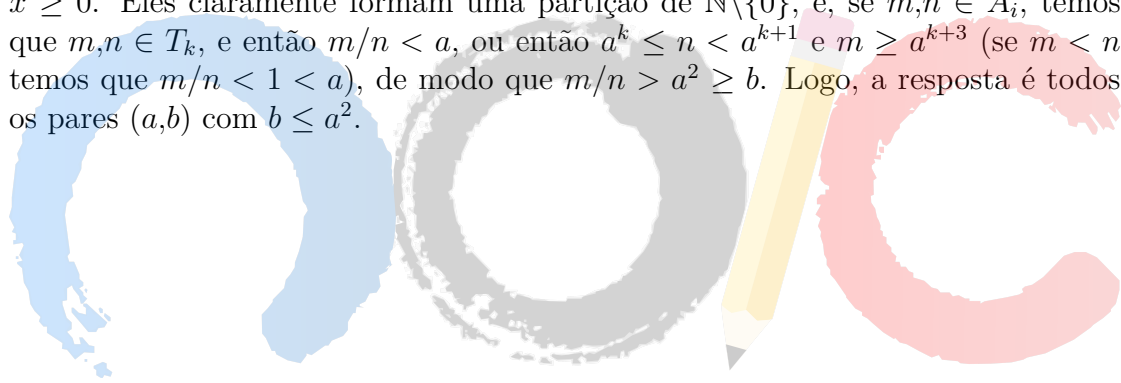 x ≥ 0. Eles claramente formam uma partição de ℕ\{0}, e, se m,n ∈ A_i, temos
que m,n ∈ T_k, e então m/n < a, ou então a^k ≤ n < a^{k+1} e m ≥ a^{k+3} (se m < n
temos que m/n < 1 < a), de modo que m/n > a^2 ≥ b. Logo, a resposta é todos
os pares (a,b) com b ≤ a^2.